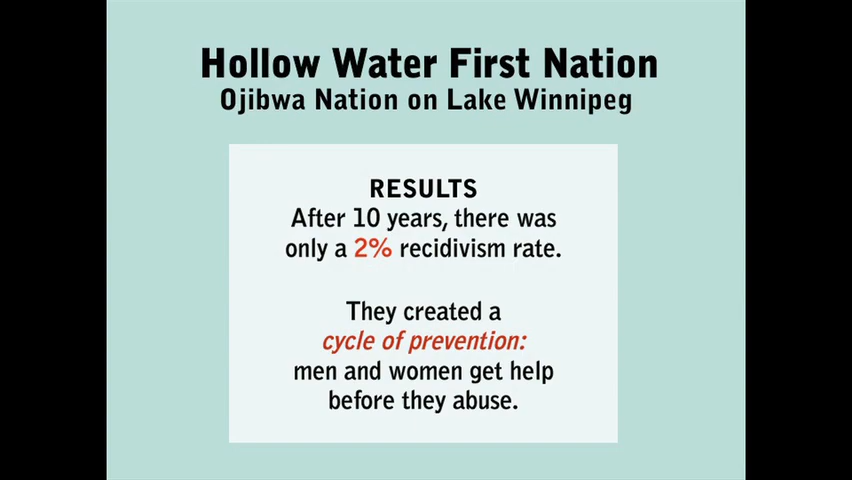 Hollow Water First Nation
Ojibwa Nation on Lake Winnipeg
RESULTS
After 10 years, there was
only a 2% recidivism rate.
They created a
cycle of prevention:
men and women get help
before they abuse.